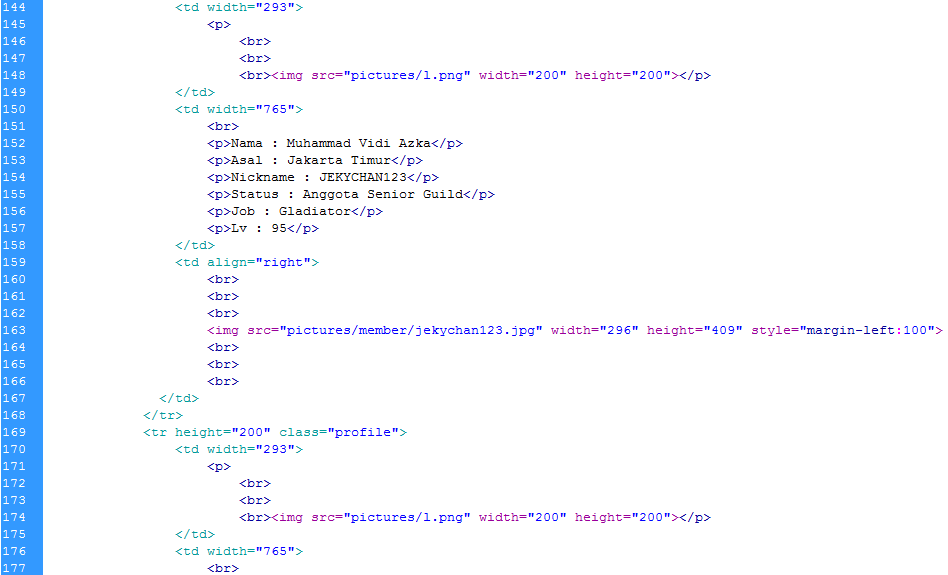 144 <td width="293">
145 <p>
146 <br>
147 <br>
148 <br><img src="pictures/l.png" width="200" height="200"></p>
149 </td>
150 <td width="765">
151 <br>
152 <p>Nama : Muhammad Vidi Azka</p>
153 <p>Asal : Jakarta Timur</p>
154 <p>Nickname : JEKYCHAN123</p>
155 <p>Status : Anggota Senior Guild</p>
156 <p>Job : Gladiator</p>
157 <p>Lv : 95</p>
158 </td>
159 <td align="right">
160 <br>
161 <br>
162 <br>
163 <img src="pictures/member/jekychan123.jpg" width="296" height="409" style="margin-left:100">
164 <br>
165 <br>
166 <br>
167 </td>
168 </tr>
169 <tr height="200" class="profile">
170 <td width="293">
171 <p>
172 <br>
173 <br>
174 <br><img src="pictures/l.png" width="200" height="200"></p>
175 </td>
176 <td width="765">
177 <br>